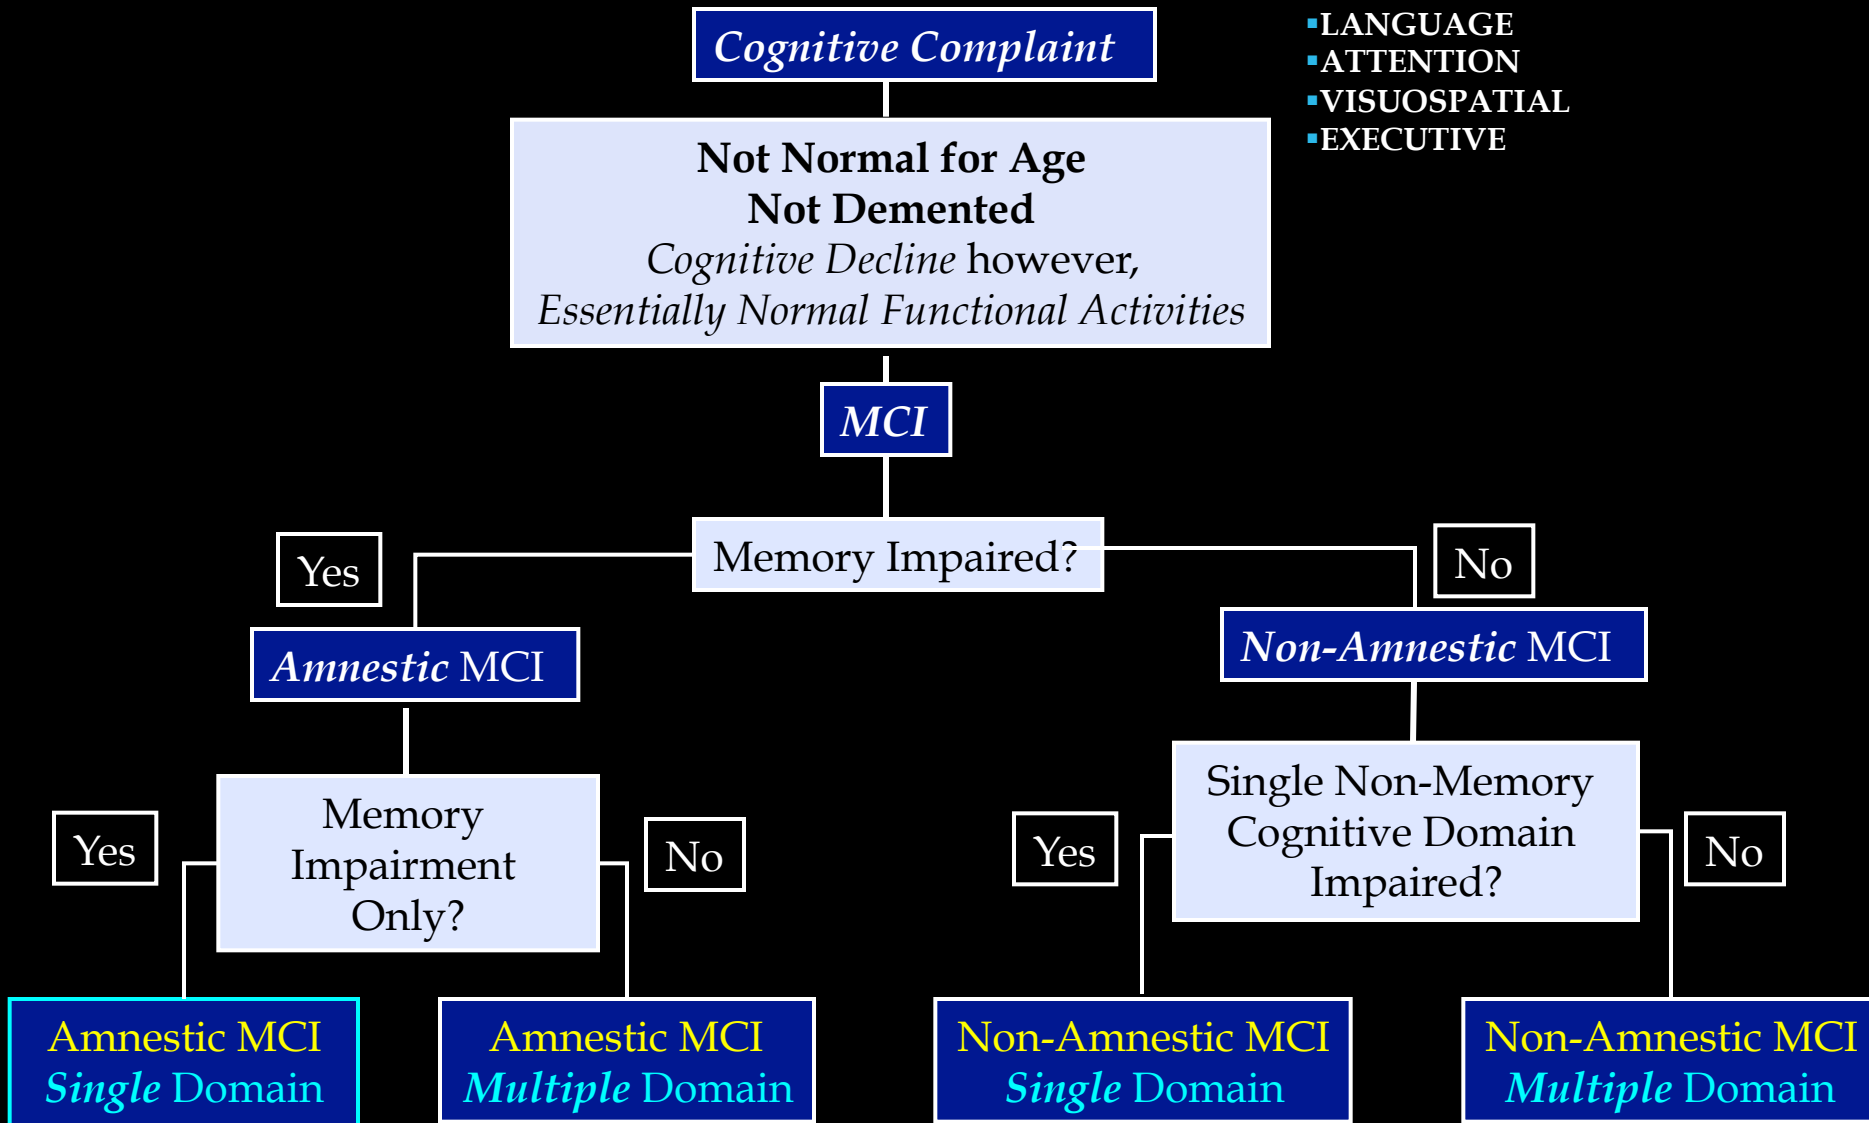 Cognitive Complaint
▪LANGUAGE
▪ATTENTION
▪VISUOSPATIAL
▪EXECUTIVE
Not Normal for Age
Not Demented
Cognitive Decline however,
Essentially Normal Functional Activities
MCI
Memory Impaired?
Yes
No
Amnestic MCI
Non-Amnestic MCI
Yes
Memory
Impairment
Only?
No
Yes
Single Non-Memory
Cognitive Domain
Impaired?
No
Amnestic MCI
Single Domain
Amnestic MCI
Multiple Domain
Non-Amnestic MCI
Single Domain
Non-Amnestic MCI
Multiple Domain